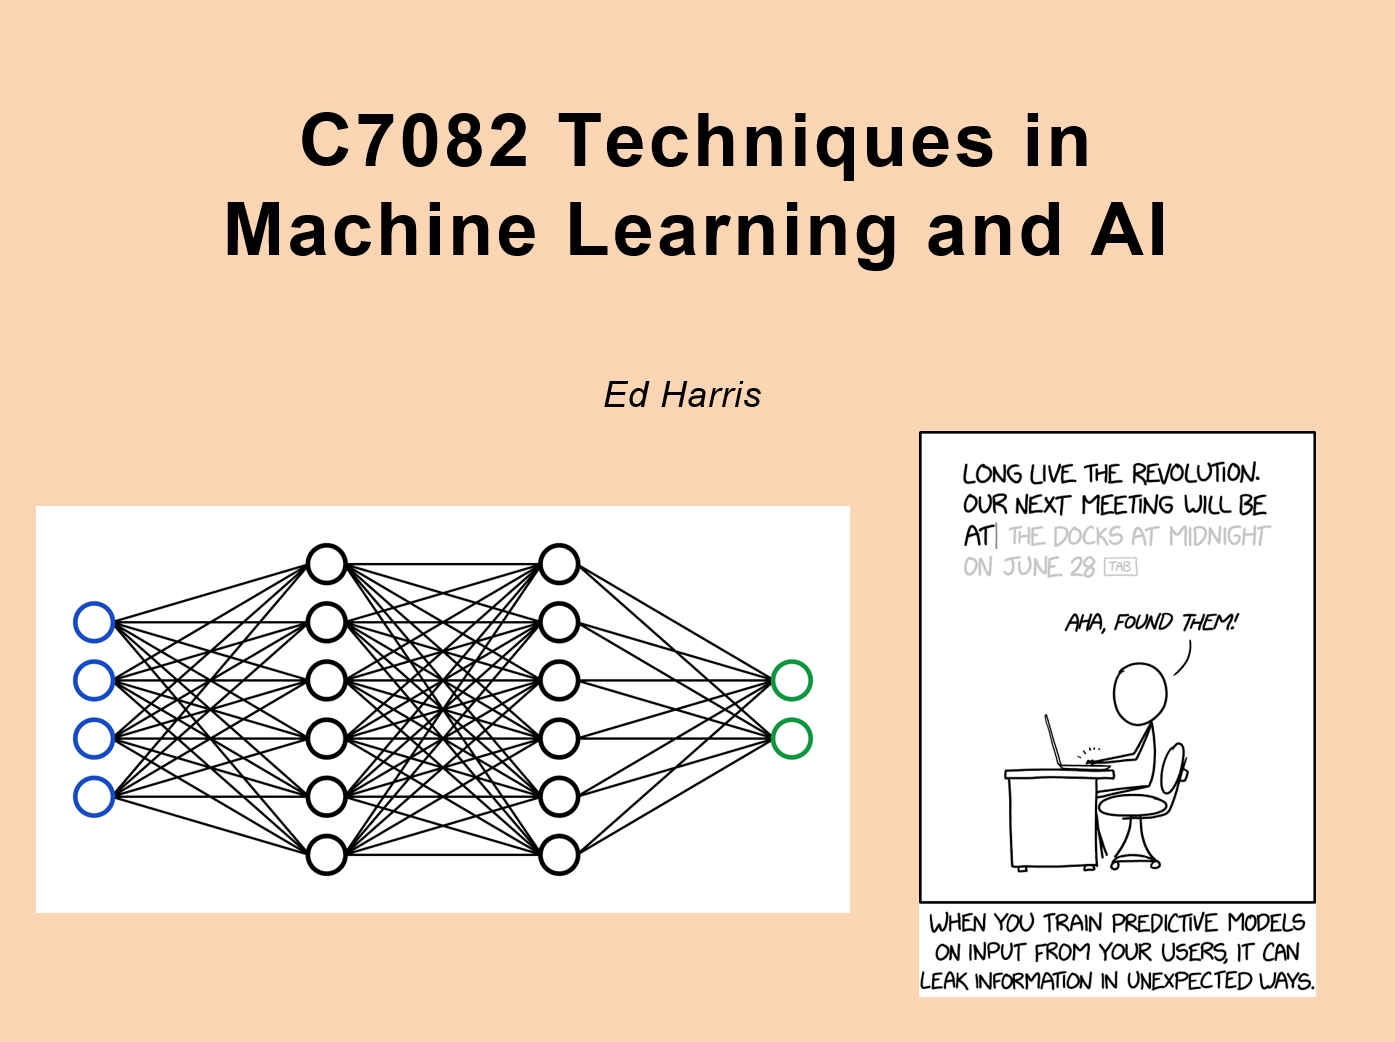 C7082 Techniques in
Machine Learning and AI
Ed Harris
LONG LIVE THE REVOLUTION.
OUR NEXT MEETING WILL BE
AT| THE DOCKS AT MIDNIGHT
ON JUNE 28 TAB
AHA, FOUND THEM!
WHEN YOU TRAIN PREDICTIVE MODELS
ON INPUT FROM YOUR USERS, IT CAN
LEAK INFORMATION IN UNEXPECTED WAYS.